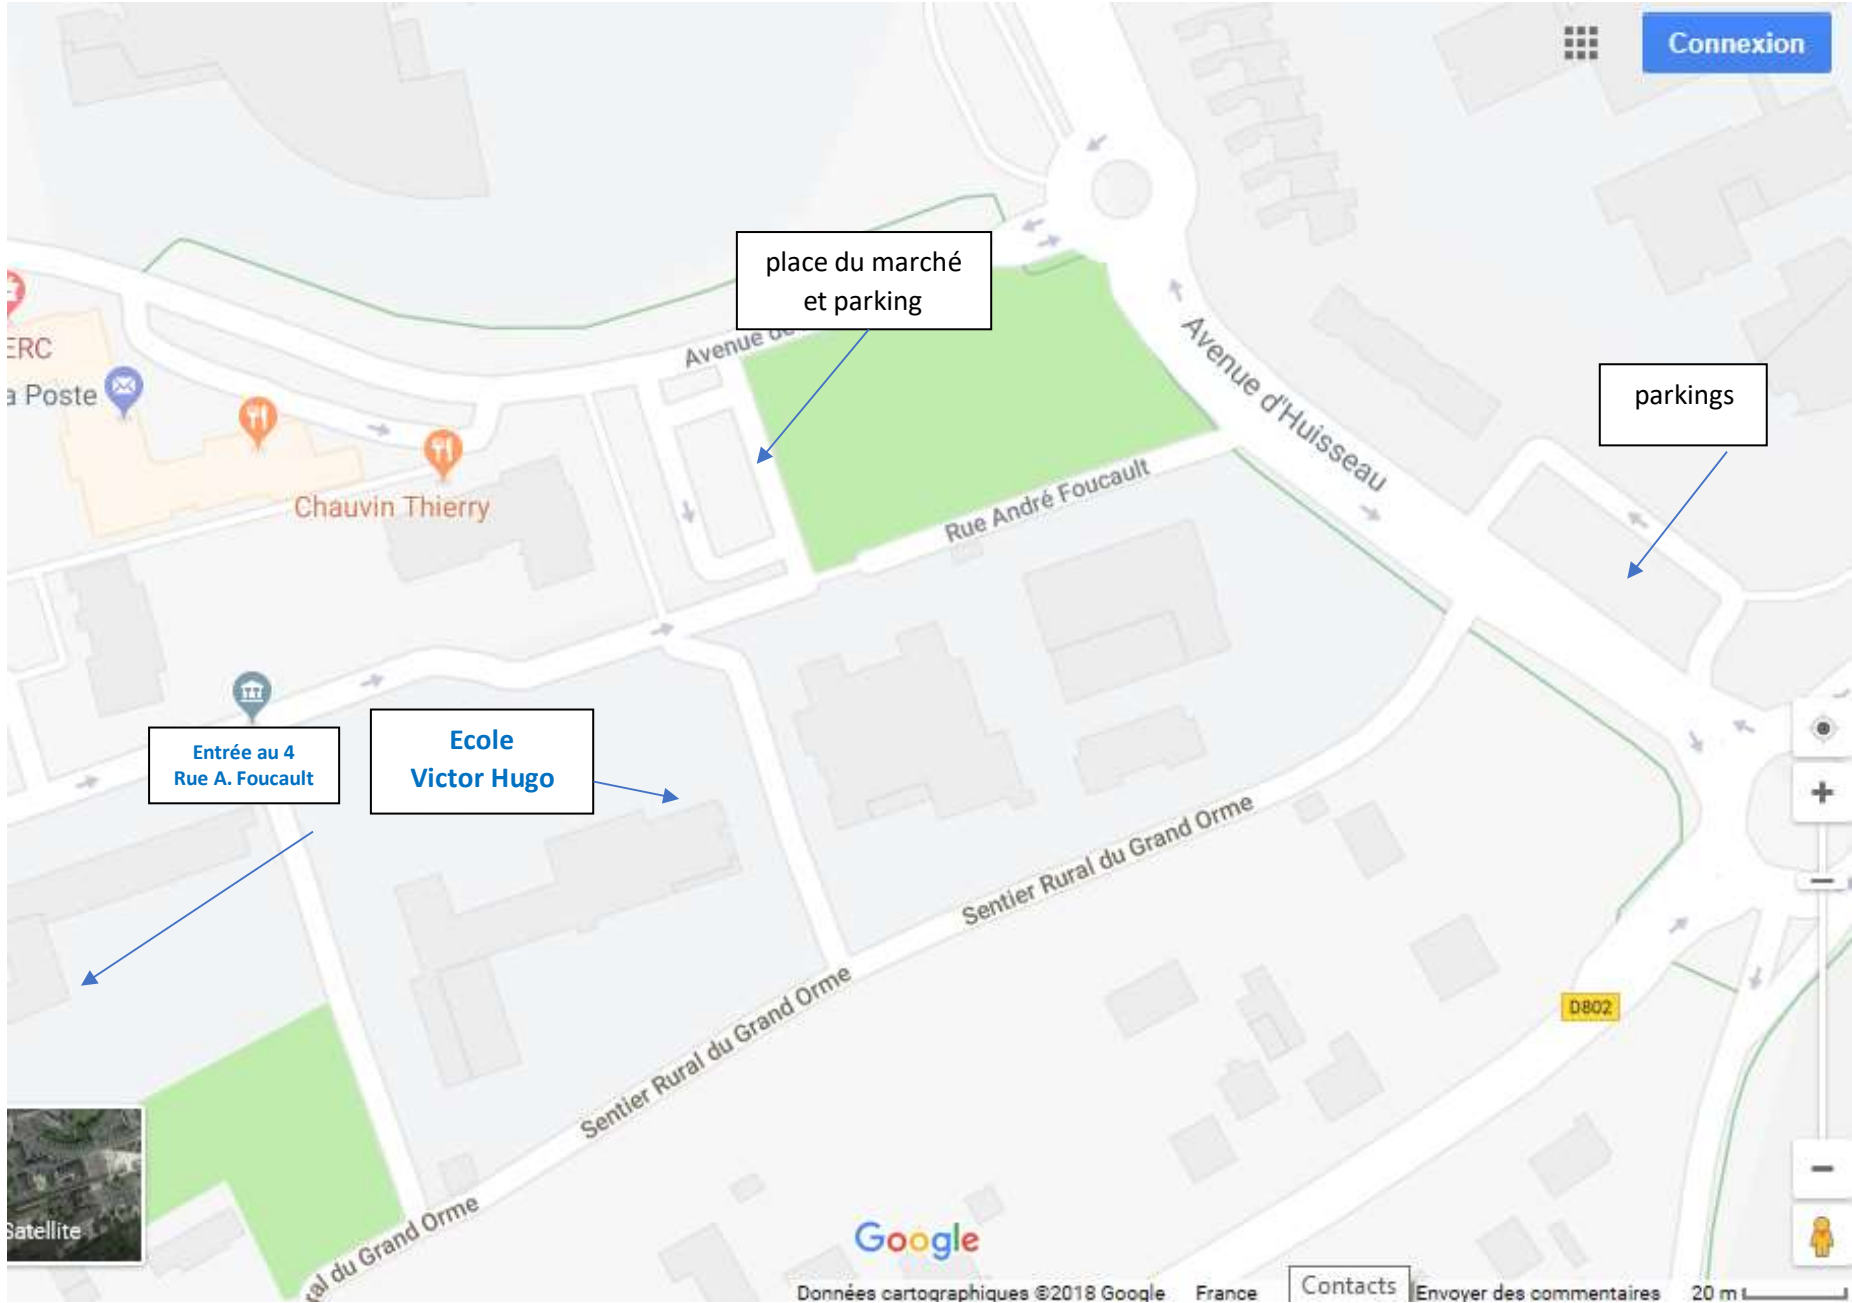 Connexion
place du marché
et parking
Avenue de
Avenue d'Huisseau
ERC
Poste
parkings
Chauvin Thierry
Rue André Foucault
Entrée au 4
Rue A. Foucault
Ecole
Victor Hugo
Sentier Rural du Grand Orme
Sentier Rural du Grand Orme
D802
du Grand Orme
Satellite
Google
Données cartographiques ©2018 Google France Contacts Envoyer des commentaires 20 m